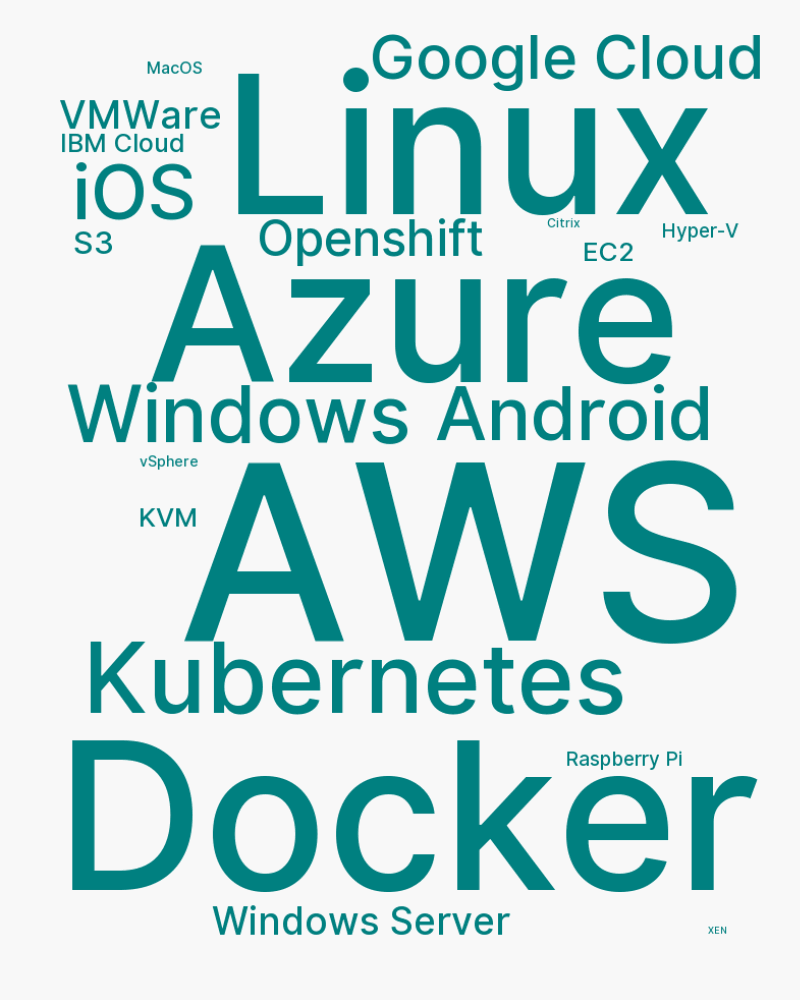 Google Cloud
MacOS
Linux
VMWare
IBM Cloud
iOS
Citrix
Hyper-V
S3
Openshift
EC2
Azure
Windows
Android
vSphere
KVM
AWS
Kubernetes
Raspberry Pi
Docker
Windows Server
XEN